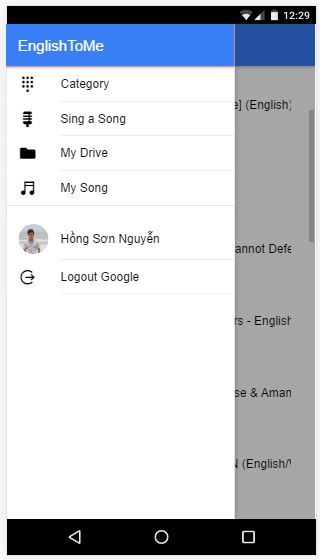 12:29
EnglishToMe
Category
e] (English)
Sing a Song
My Drive
My Song
Hồng Sơn Nguyễn
annot Defe
Logout Google
rs - English
se & Aman
(English/